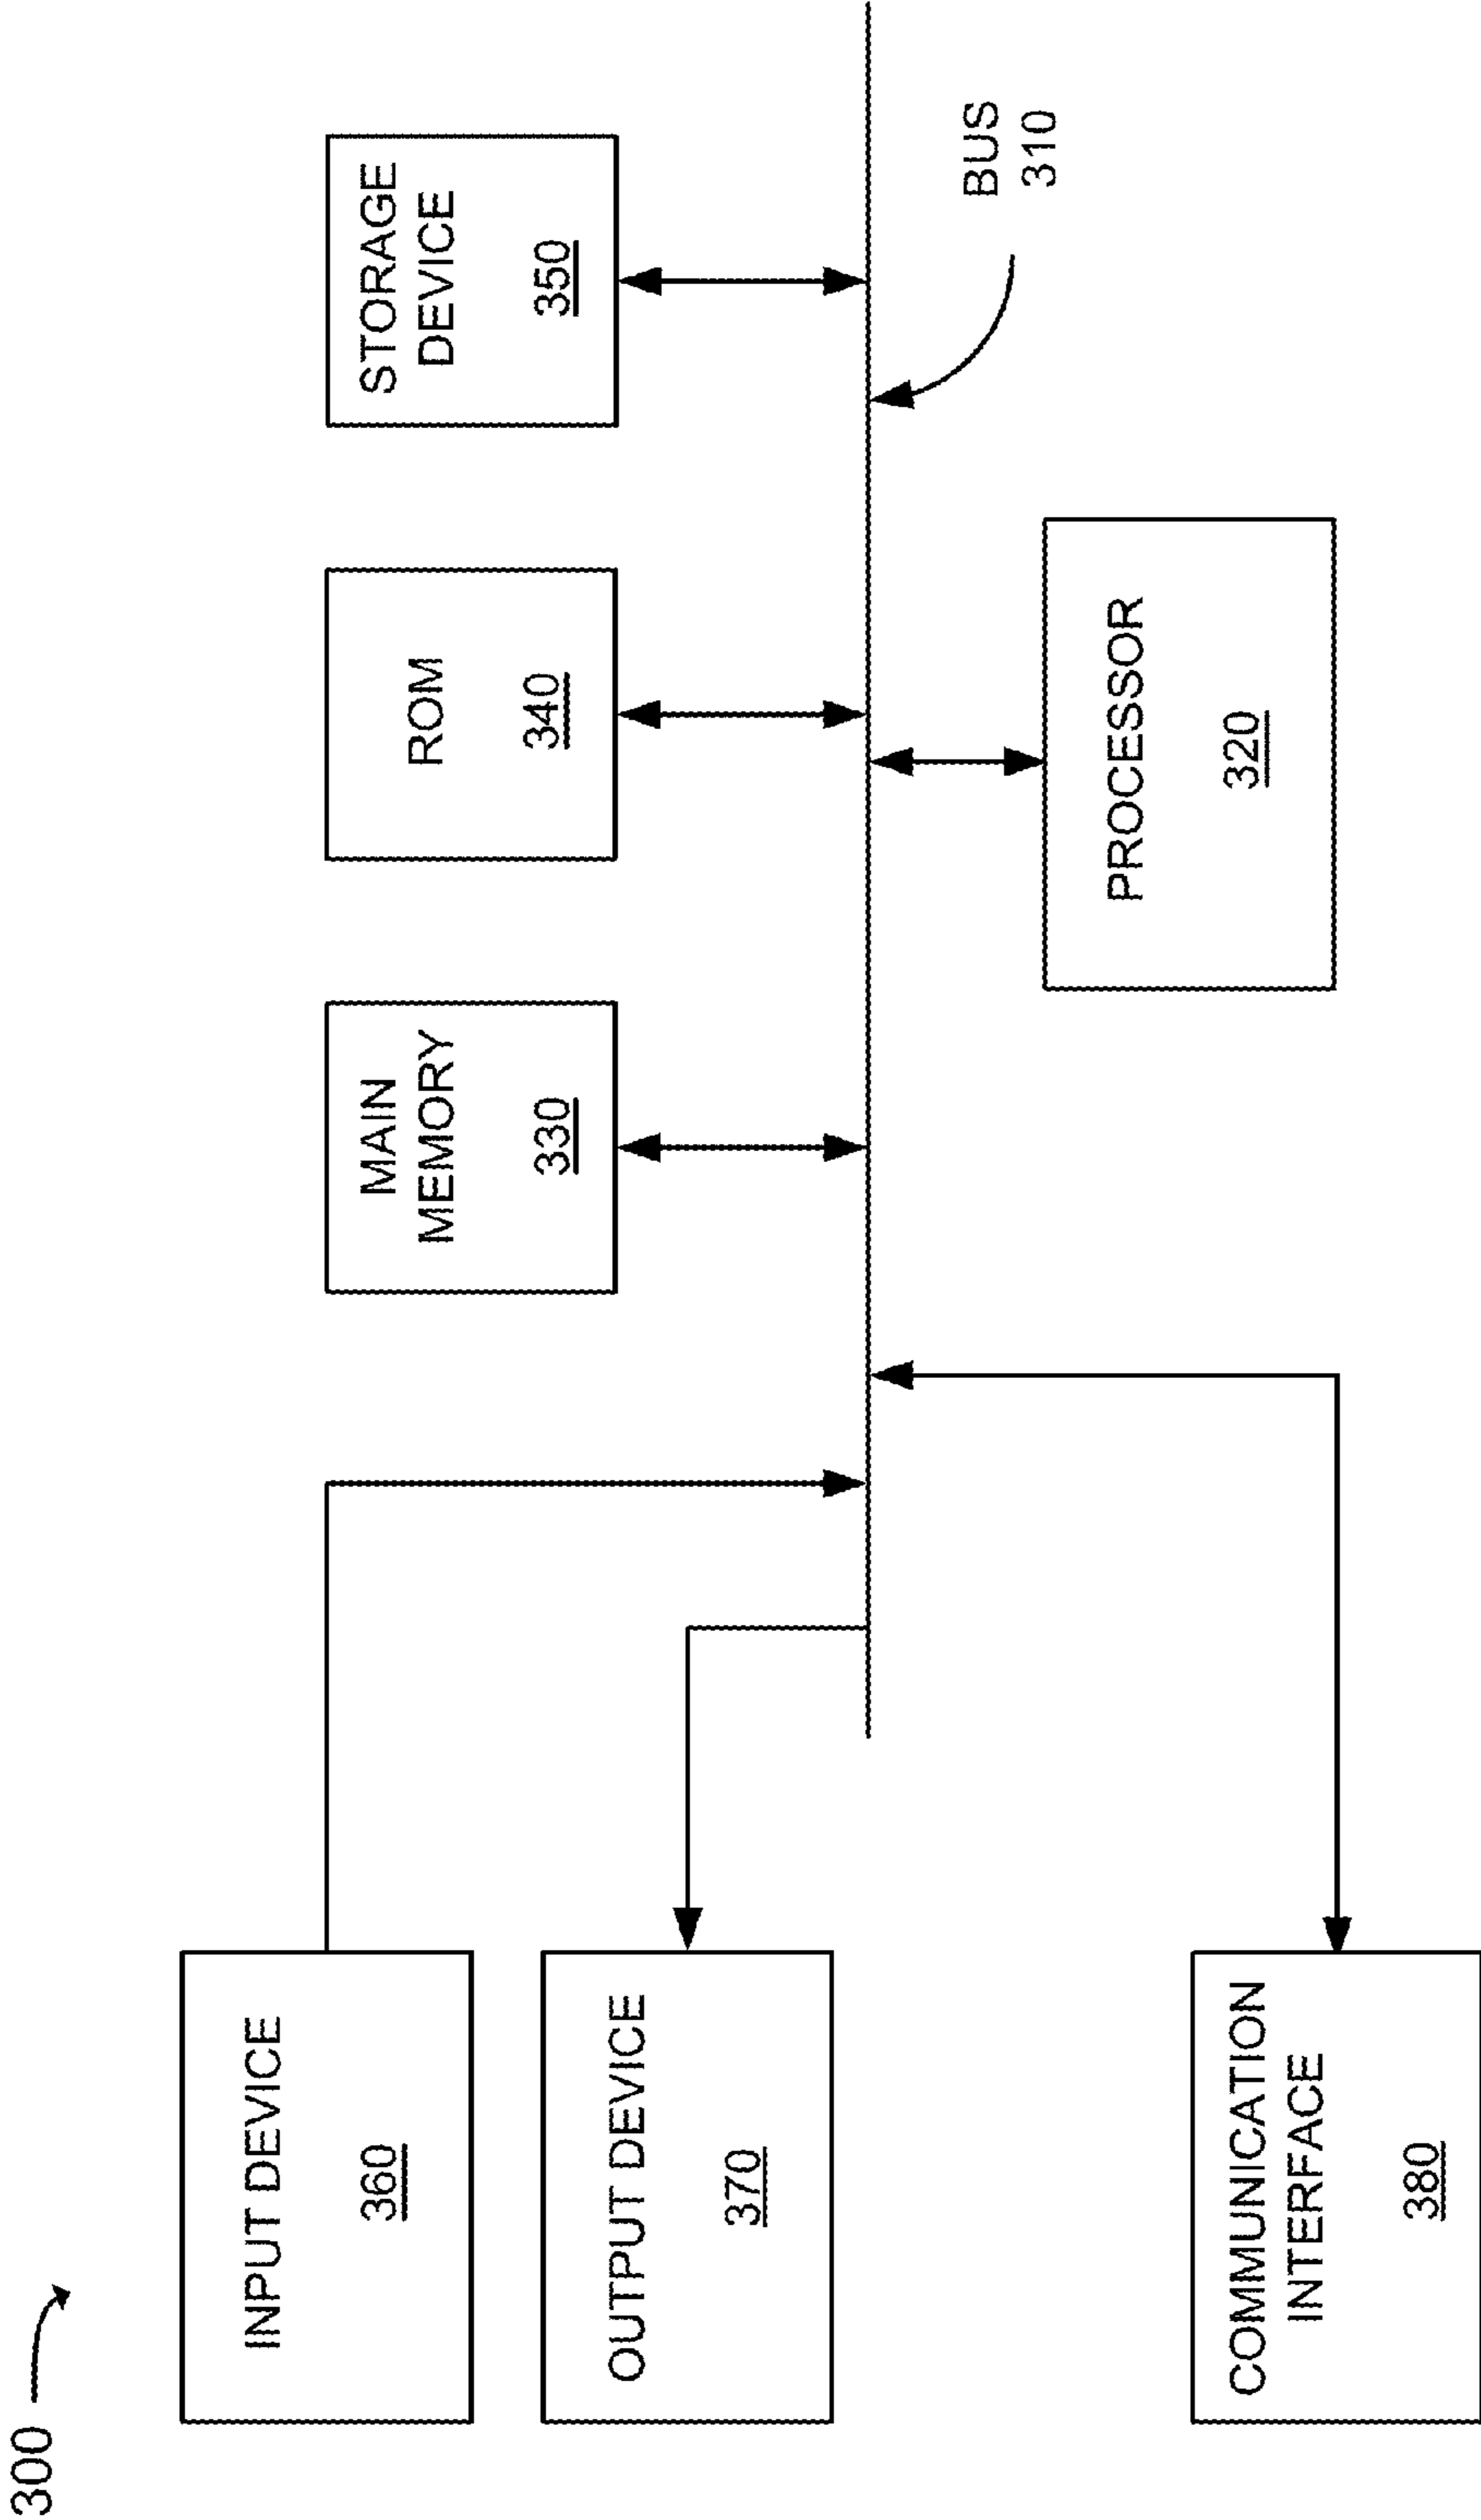 300
INPUT DEVICE
360
OUTPUT DEVICE
370
COMMUNICATION
INTERFACE
380
MAIN
MEMORY
330
ROM
340
STORAGE
DEVICE
350
PROCESSOR
320
BUS
310